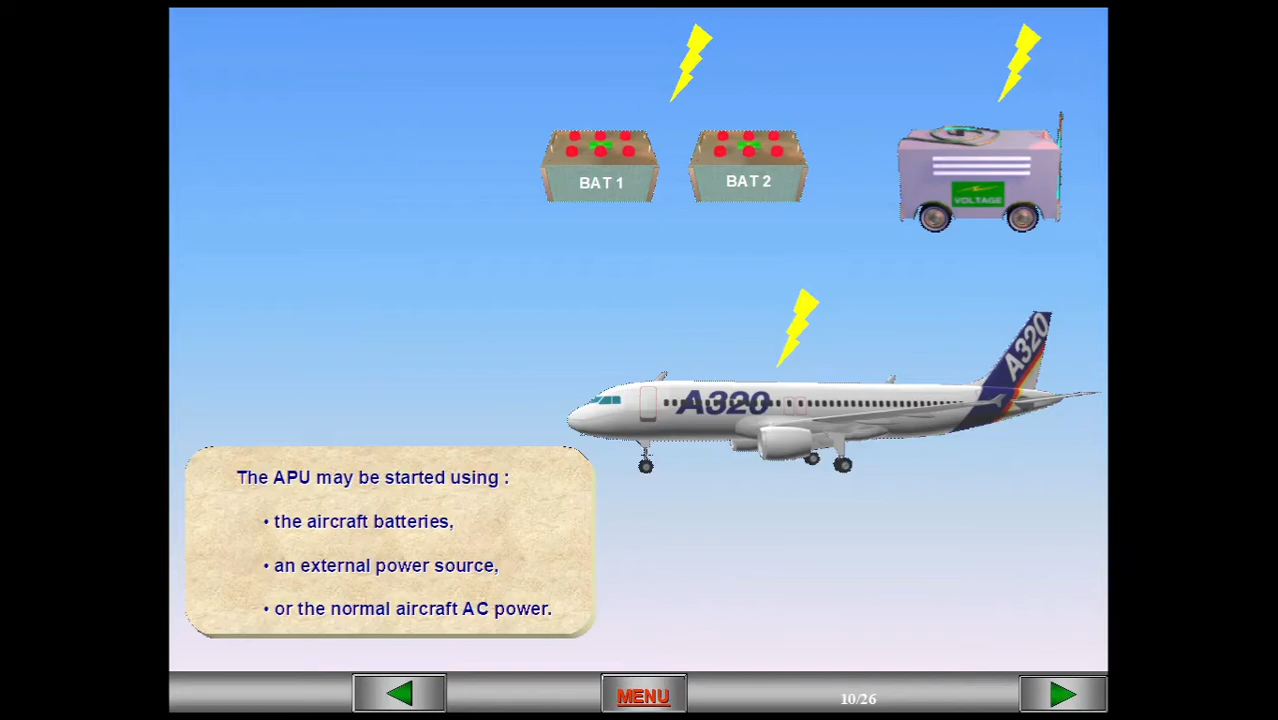 BAT 1
BAT 2
VOLTAGE
A320
A320
The APU may be started using :
• the aircraft batteries,
• an external power source,
• or the normal aircraft AC power.
MENU
10/26